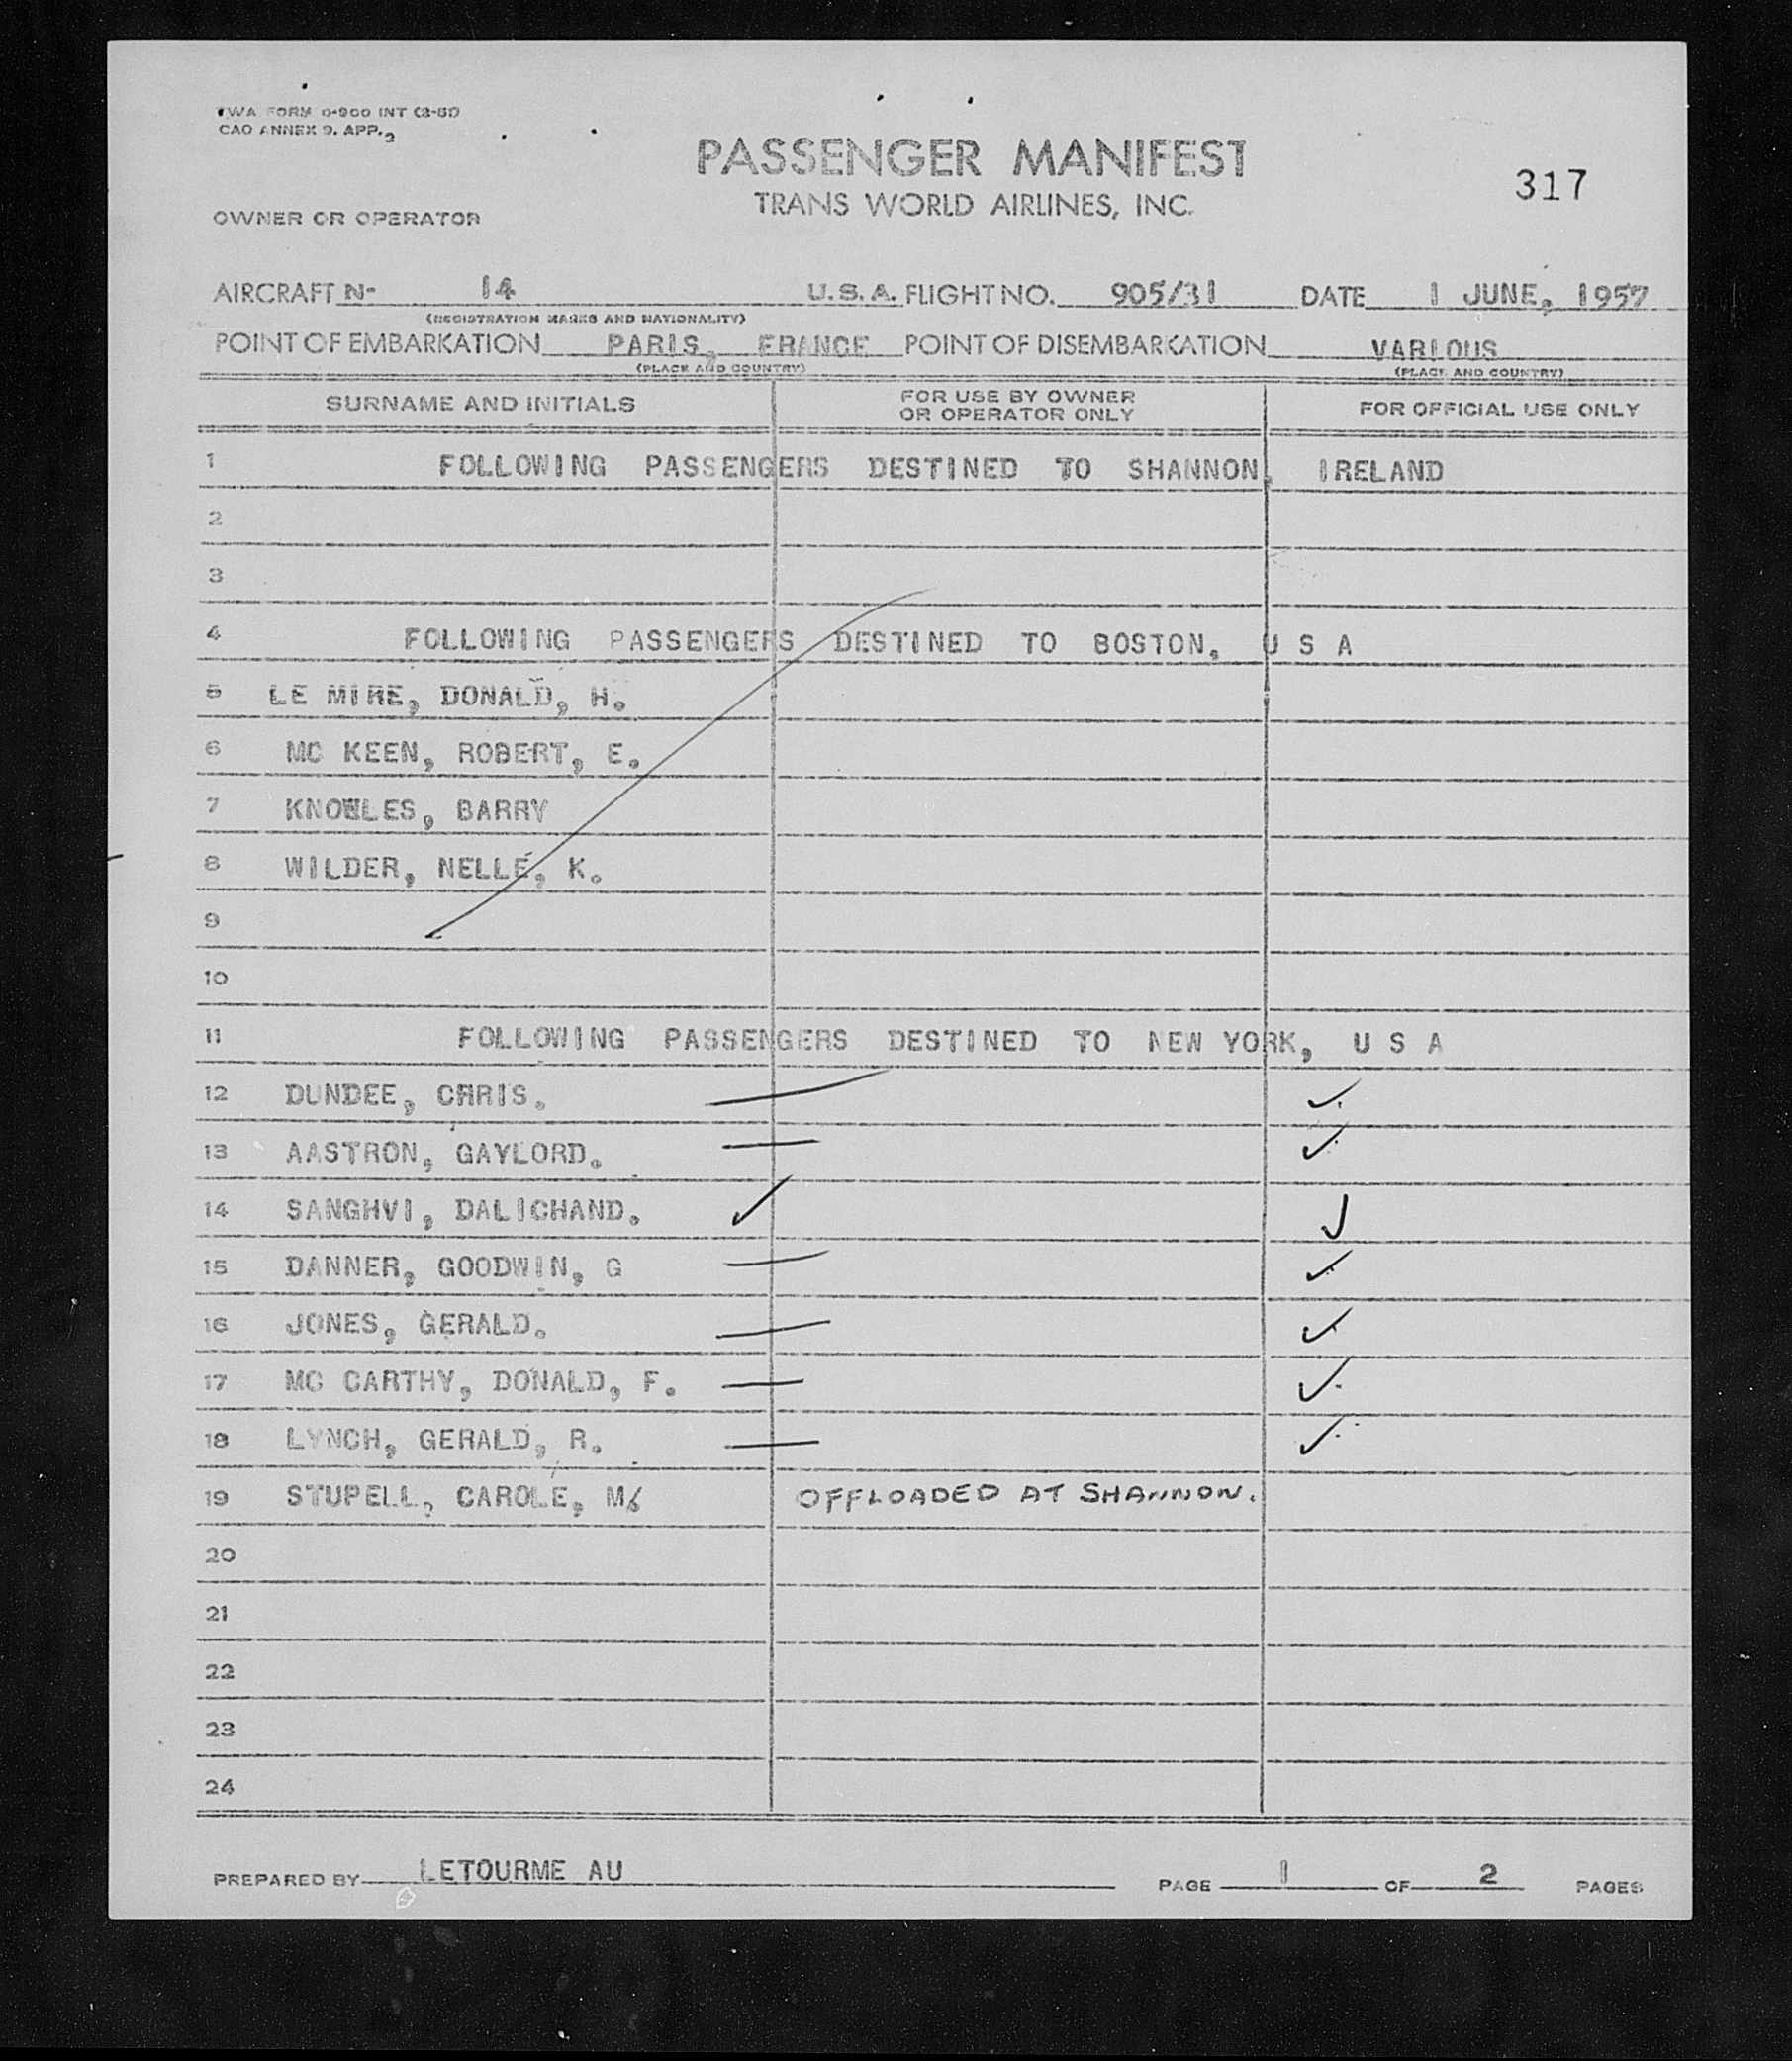 TWA FORM O-900 INT (2-51)
CAO ANNEX 9. APP. 2
PASSENGER MANIFEST
317
TRANS WORLD AIRLINES, INC.
OWNER OR OPERATOR
AIRCRAFT N- 14 U.S.A. FLIGHT NO. 905/31 DATE 1 JUNE, 1957
(REGISTRATION MARKS AND NATIONALITY)
POINT OF EMBARKATION PARIS, FRANCE POINT OF DISEMBARKATION VARIOUS
(PLACE AND COUNTRY) (PLACE AND COUNTRY)
SURNAME AND INITIALS FOR USE BY OWNER OR OPERATOR ONLY FOR OFFICIAL USE ONLY
1 FOLLOWING PASSENGERS DESTINED TO SHANNON, IRELAND
2
3
4 FOLLOWING PASSENGERS DESTINED TO BOSTON, U S A
5 LE MIRE, DONALD, H.
6 MC KEEN, ROBERT, E.
7 KNOWLES, BARRY
8 WILDER, NELLE, K.
9
10
11 FOLLOWING PASSENGERS DESTINED TO NEW YORK, U S A
12 DUNDEE, CHRIS. ✓
13 AASTRON, GAYLORD. ✓
14 SANGHVI, DALICHAND. ✓ ✓
15 DANNER, GOODWIN, G ✓
16 JONES, GERALD. ✓
17 MC CARTHY, DONALD, F. ✓
18 LYNCH, GERALD, R. ✓
19 STUPELL, CAROLE, M. OFFLOADED AT SHANNON.
20
21
22
23
24
PREPARED BY LETOURME AU PAGE 1 OF 2 PAGES